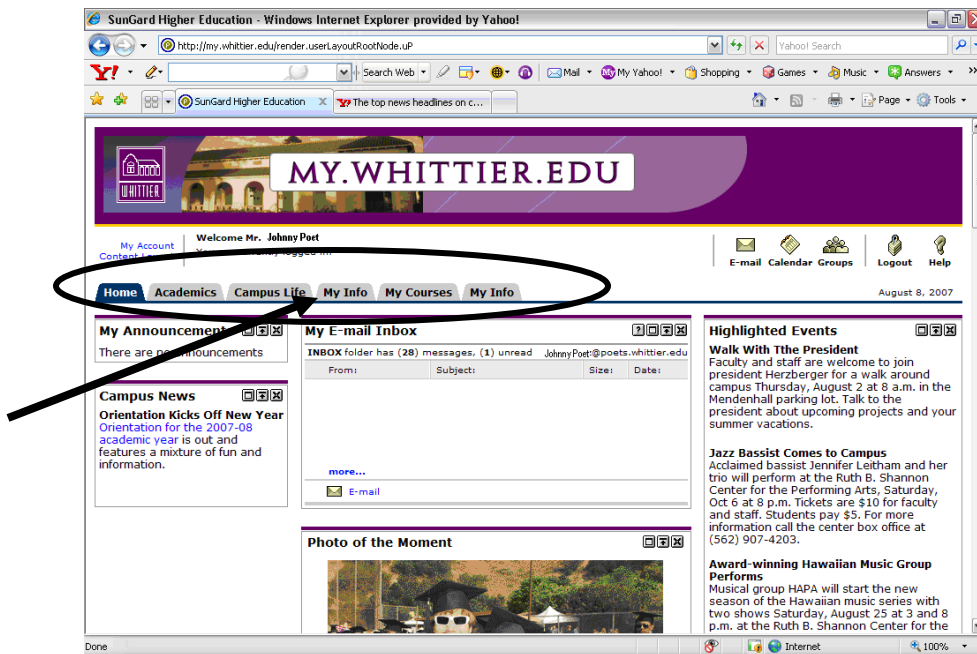 SunGard Higher Education - Windows Internet Explorer provided by Yahoo!
http://my.whittier.edu/render.userLayoutRootNode.uP
Yahoo! Search
Y! Search Web Mail My Yahoo! Shopping Games Music Answers »
SunGard Higher Education X The top news headlines on c... Page Tools
WHITTIER
MY.WHITTIER.EDU
My Account
Welcome Mr. Johnny Poet
E-mail Calendar Groups Logout Help
Home Academics Campus Life My Info My Courses My Info
August 8, 2007
My Announcements
There are no announcements
Campus News
Orientation Kicks Off New Year
Orientation for the 2007-08
academic year is out and
features a mixture of fun and
information.
My E-mail Inbox
INBOX folder has (28) messages, (1) unread Johnny Poet:@poets.whittier.edu
From: Subject: Size: Date:
more...
E-mail
Photo of the Moment
Highlighted Events
Walk With Tthe President
Faculty and staff are welcome to join
president Herzberger for a walk around
campus Thursday, August 2 at 8 a.m. in the
Mendenhall parking lot. Talk to the
president about upcoming projects and your
summer vacations.
Jazz Bassist Comes to Campus
Acclaimed bassist Jennifer Leitham and her
trio will perform at the Ruth B. Shannon
Center for the Performing Arts, Saturday,
Oct 6 at 8 p.m. Tickets are $10 for faculty
and staff. Students pay $5. For more
information call the center box office at
(562) 907-4203.
Award-winning Hawaiian Music Group
Performs
Musical group HAPA will start the new
season of the Hawaiian music series with
two shows Saturday, August 25 at 3 and 8
p.m. at the Ruth B. Shannon Center for the
Done Internet 100%